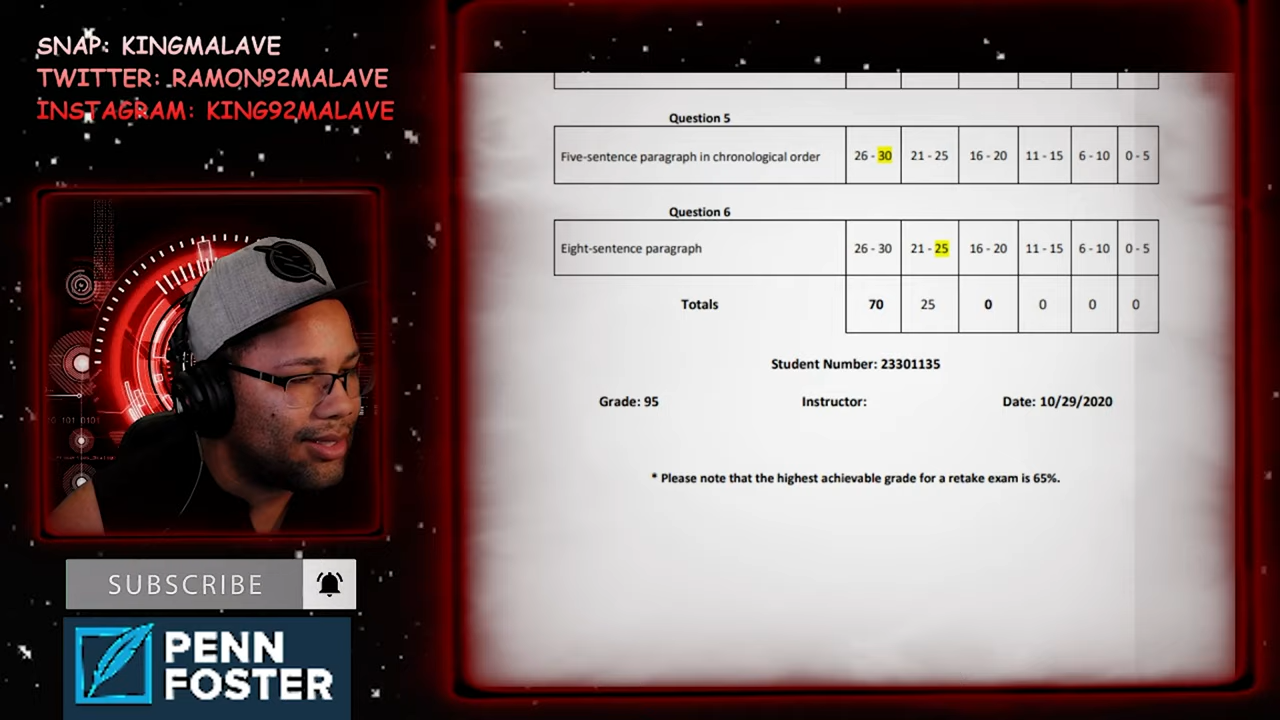 SNAP: KINGMALAVE
TWITTER: RAMON92MALAVE
INSTAGRAM: KING92MALAVE
Question 5
Five-sentence paragraph in chronological order 26 - 30 21 - 25 16 - 20 11 - 15 6 - 10 0 - 5
Question 6
Eight-sentence paragraph 26 - 30 21 - 25 16 - 20 11 - 15 6 - 10 0 - 5
Totals 70 25 0 0 0 0
Student Number: 23301135
Grade: 95 Instructor: Date: 10/29/2020
* Please note that the highest achievable grade for a retake exam is 65%.
SUBSCRIBE
PENN
FOSTER